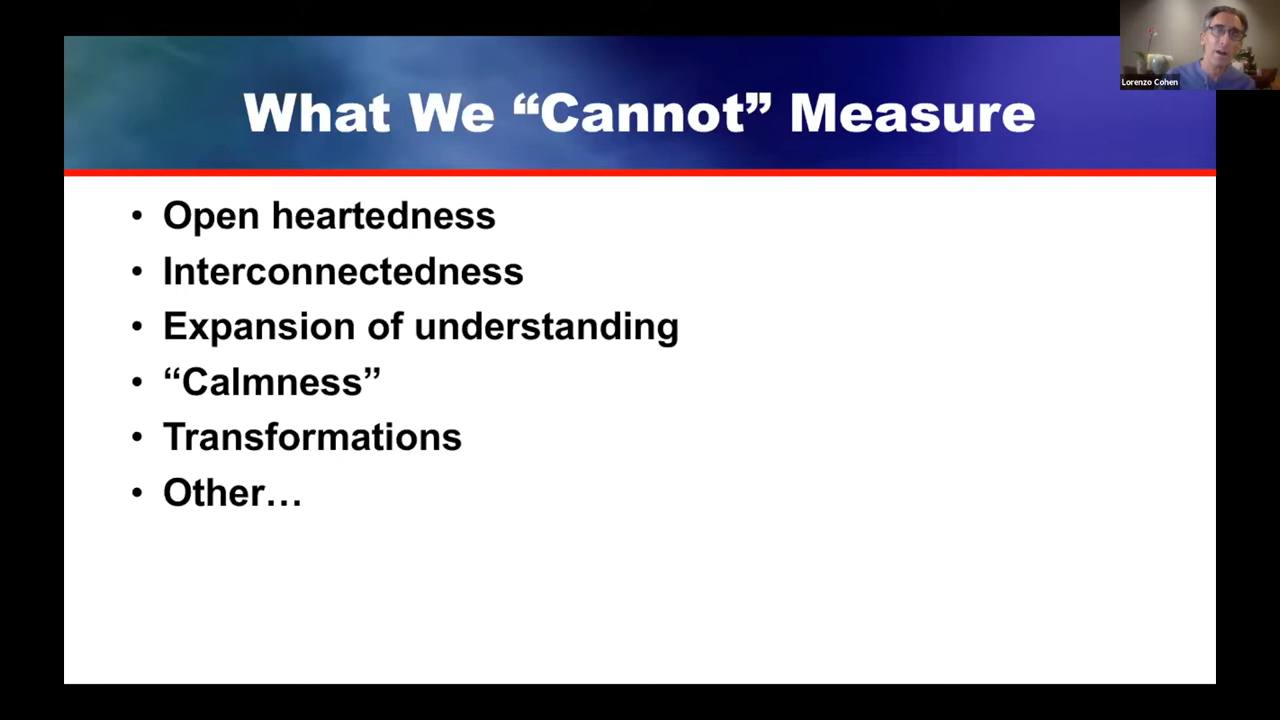 What We “Cannot” Measure
Lorenzo Cohen
• Open heartedness
• Interconnectedness
• Expansion of understanding
• “Calmness”
• Transformations
• Other…